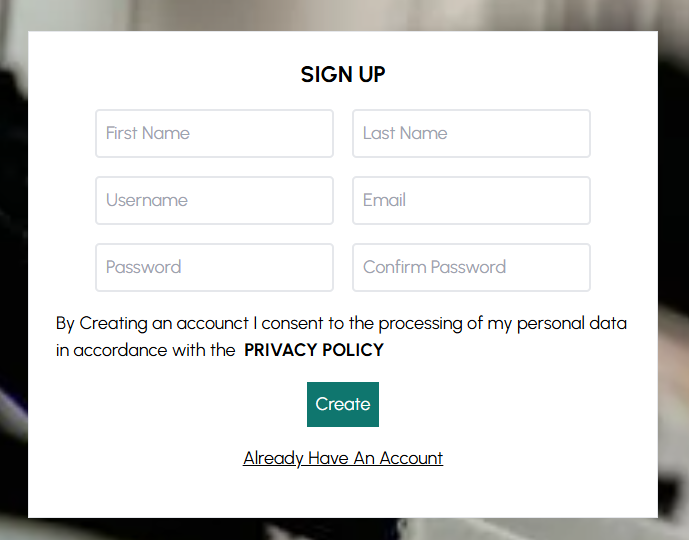 SIGN UP
First Name Last Name
Username Email
Password Confirm Password
By Creating an accounct I consent to the processing of my personal data
in accordance with the PRIVACY POLICY
Create
Already Have An Account